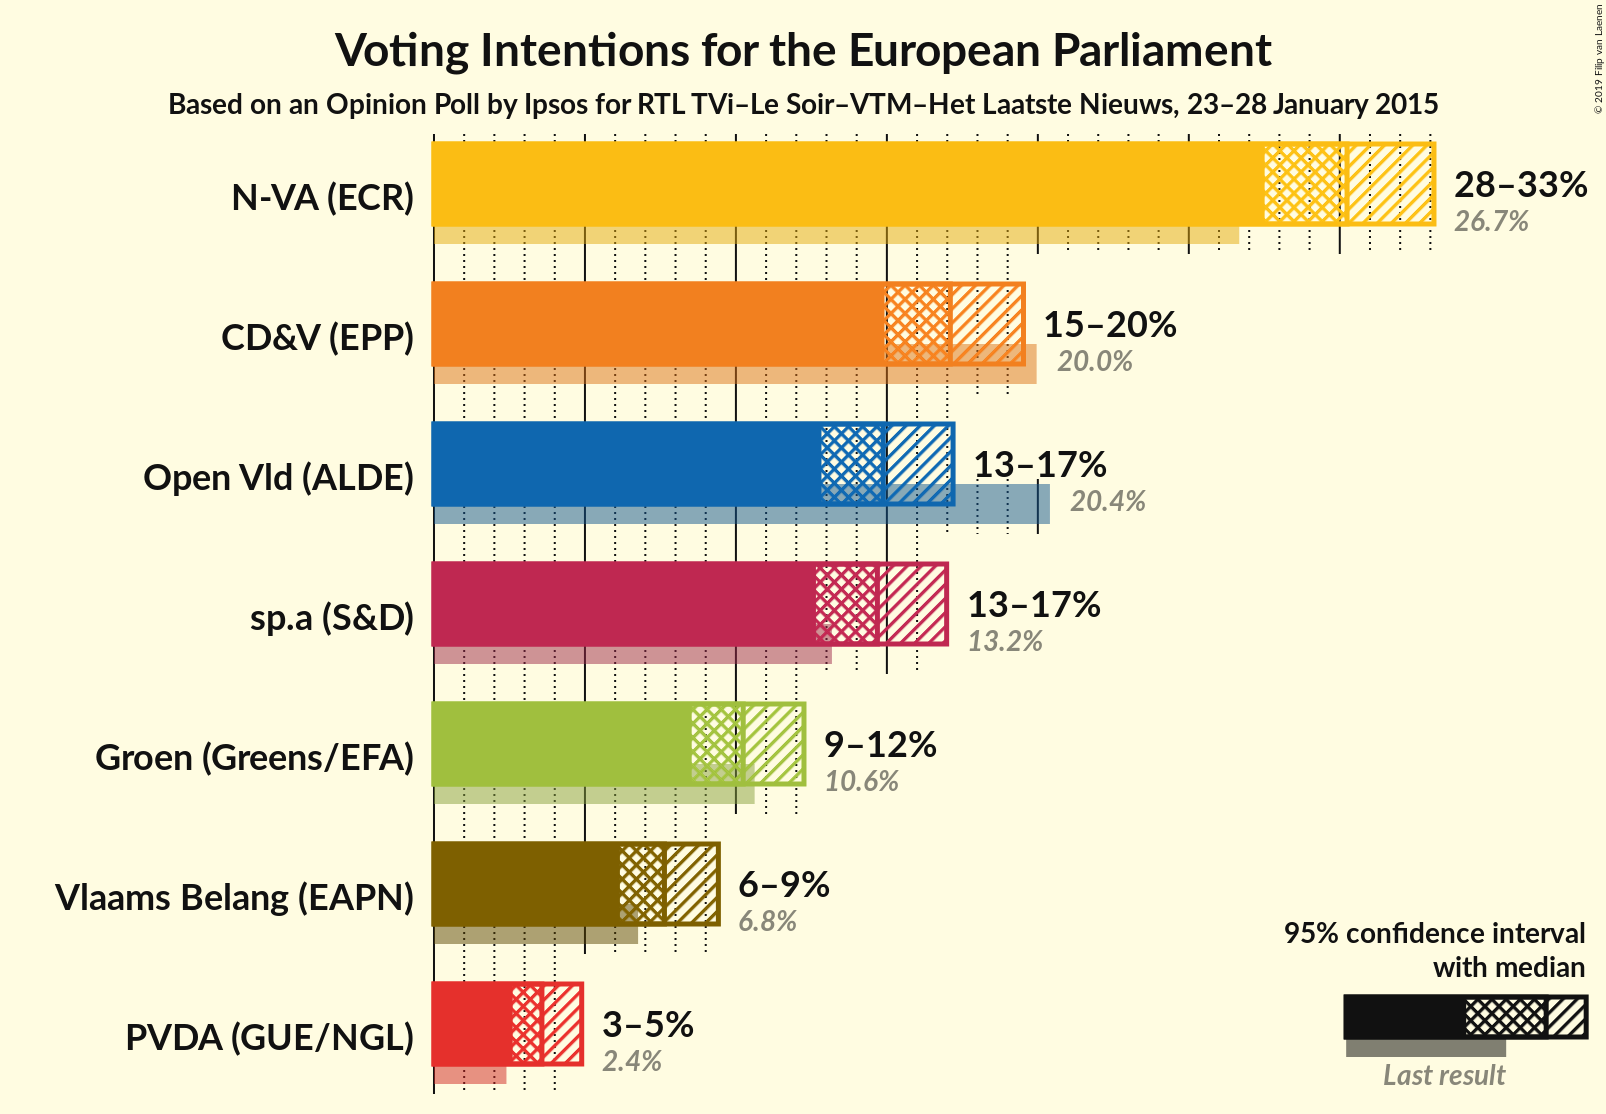 Voting Intentions for the European Parliament
Based on an Opinion Poll by Ipsos for RTL TVi–Le Soir–VTM–Het Laatste Nieuws, 23–28 January 2015
© 2019 Filip van Laenen
N-VA (ECR)
28–33%
26.7%
CD&V (EPP)
15–20%
20.0%
Open Vld (ALDE)
13–17%
20.4%
sp.a (S&D)
13–17%
13.2%
Groen (Greens/EFA)
9–12%
10.6%
Vlaams Belang (EAPN)
6–9%
6.8%
PVDA (GUE/NGL)
3–5%
2.4%
95% confidence interval
with median
Last result